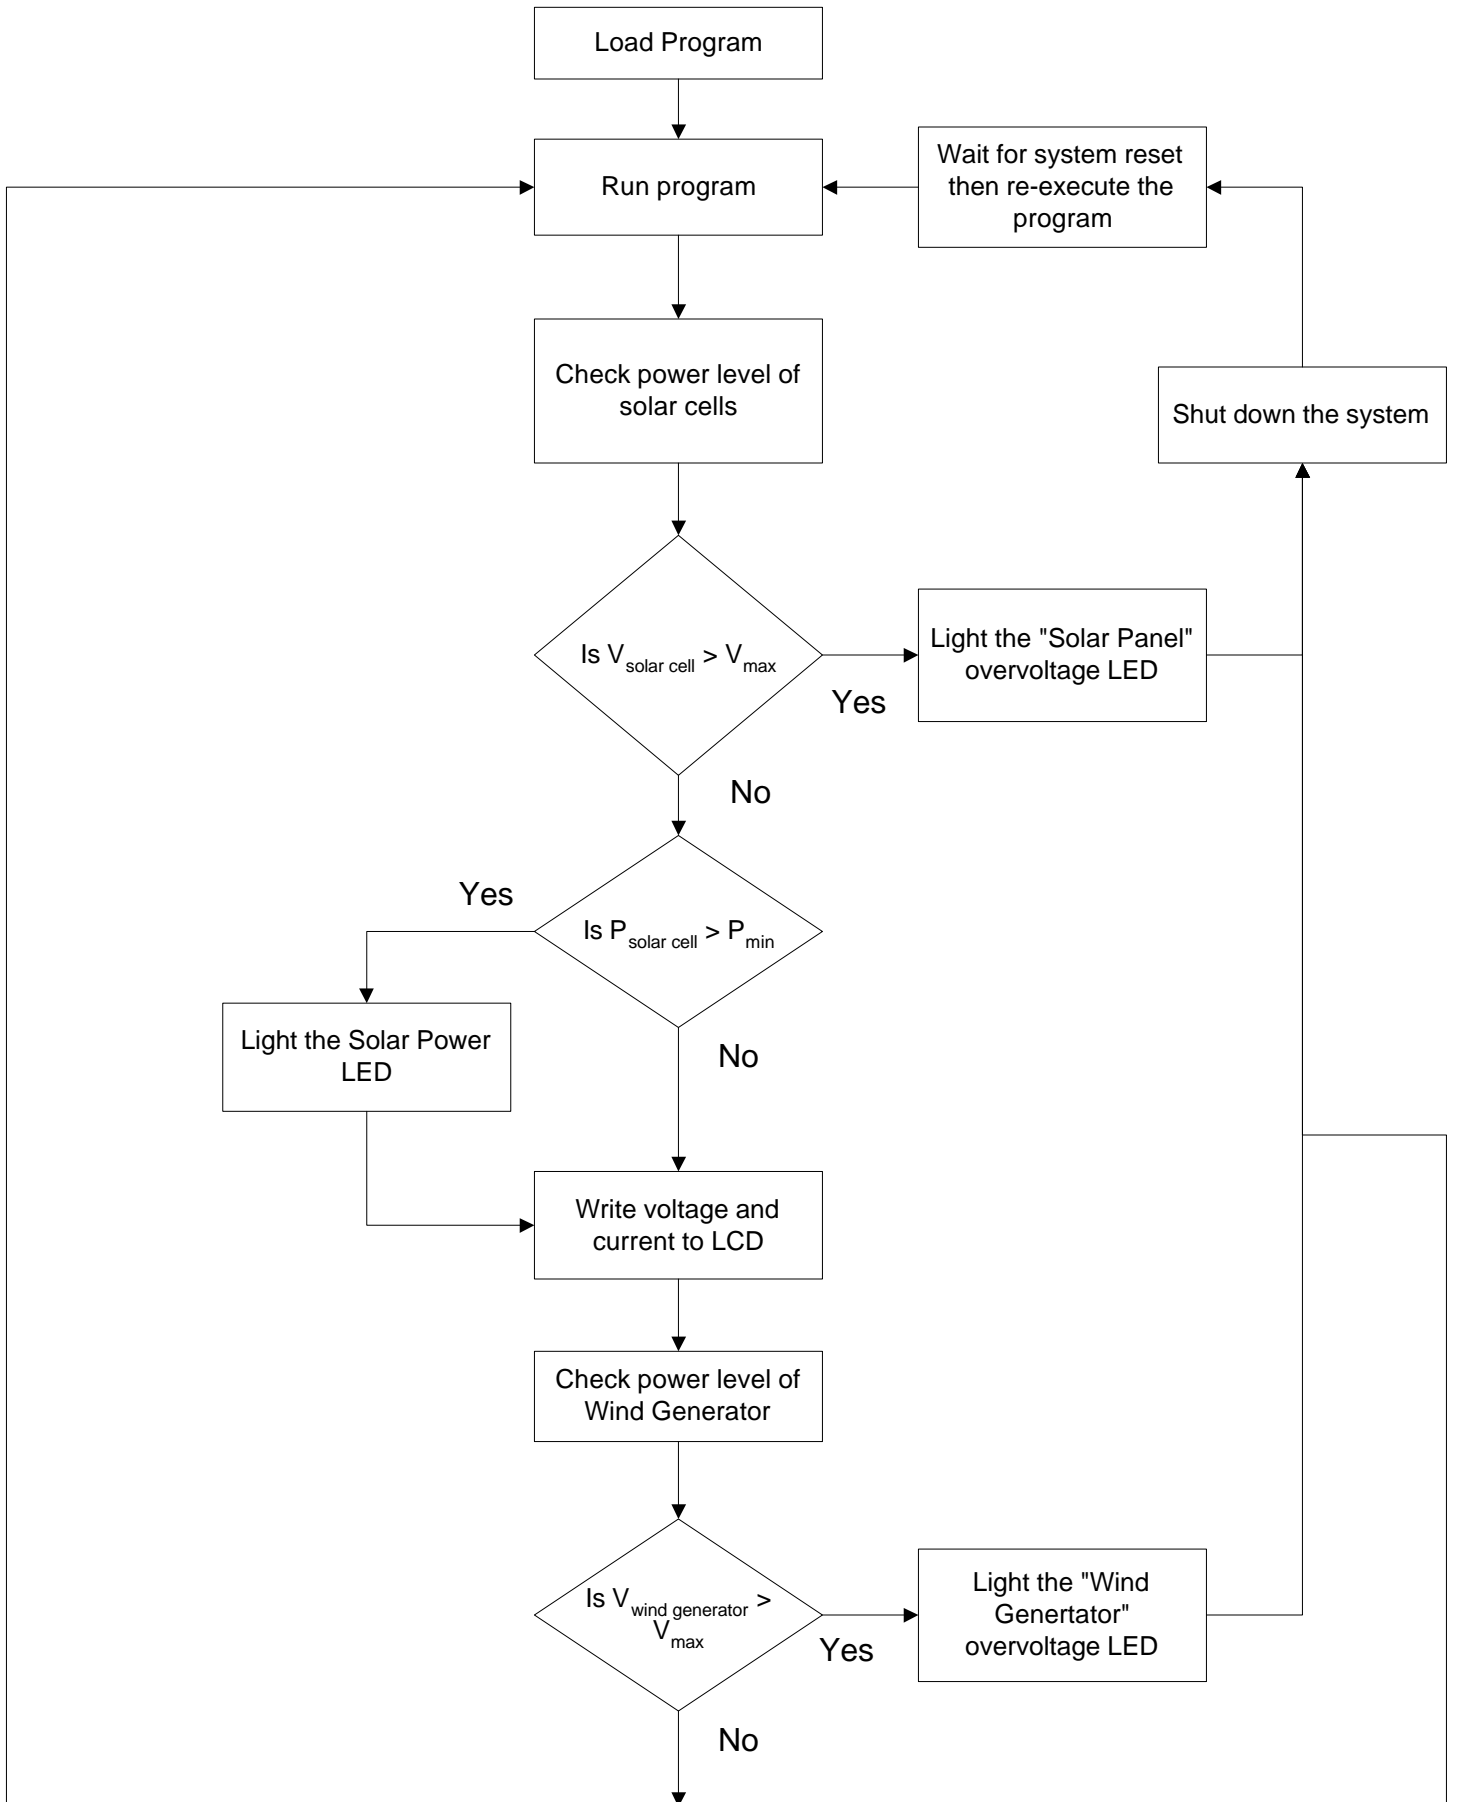 Load Program
Run program
Wait for system reset
then re-execute the
program
Check power level of
solar cells
Shut down the system
Is V solar cell > V max
Yes
Light the "Solar Panel"
overvoltage LED
No
Yes
Is P solar cell > P min
Light the Solar Power
LED
No
Write voltage and
current to LCD
Check power level of
Wind Generator
Is V wind generator >
V max
Yes
Light the "Wind
Genertator"
overvoltage LED
No